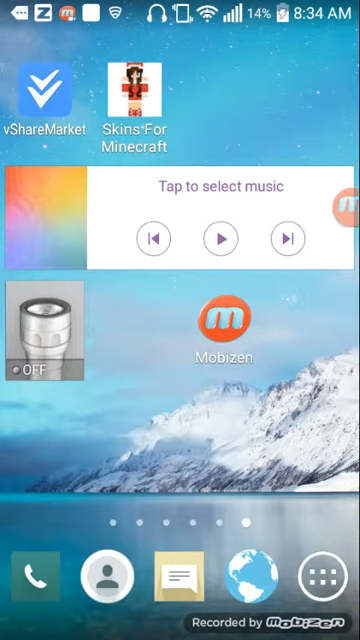 14% 8:34 AM
vShareMarket
Skins For
Minecraft
Tap to select music
Mobizen
OFF
Recorded by Mobizen